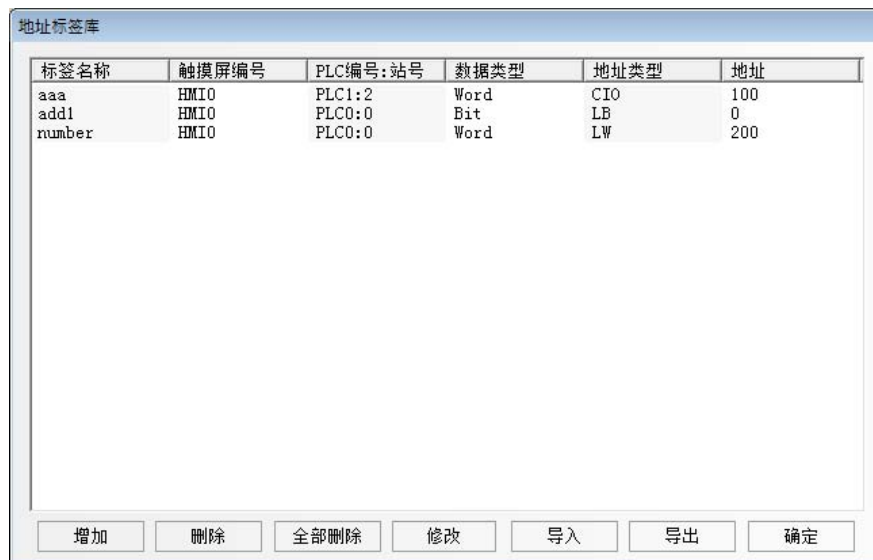 地址标签库
标签名称 触摸屏编号 PLC编号:站号 数据类型 地址类型 地址
aaa HMI0 PLC1:2 Word CIO 100
add1 HMI0 PLC0:0 Bit LB 0
number HMI0 PLC0:0 Word LW 200
增加 删除 全部删除 修改 导入 导出 确定